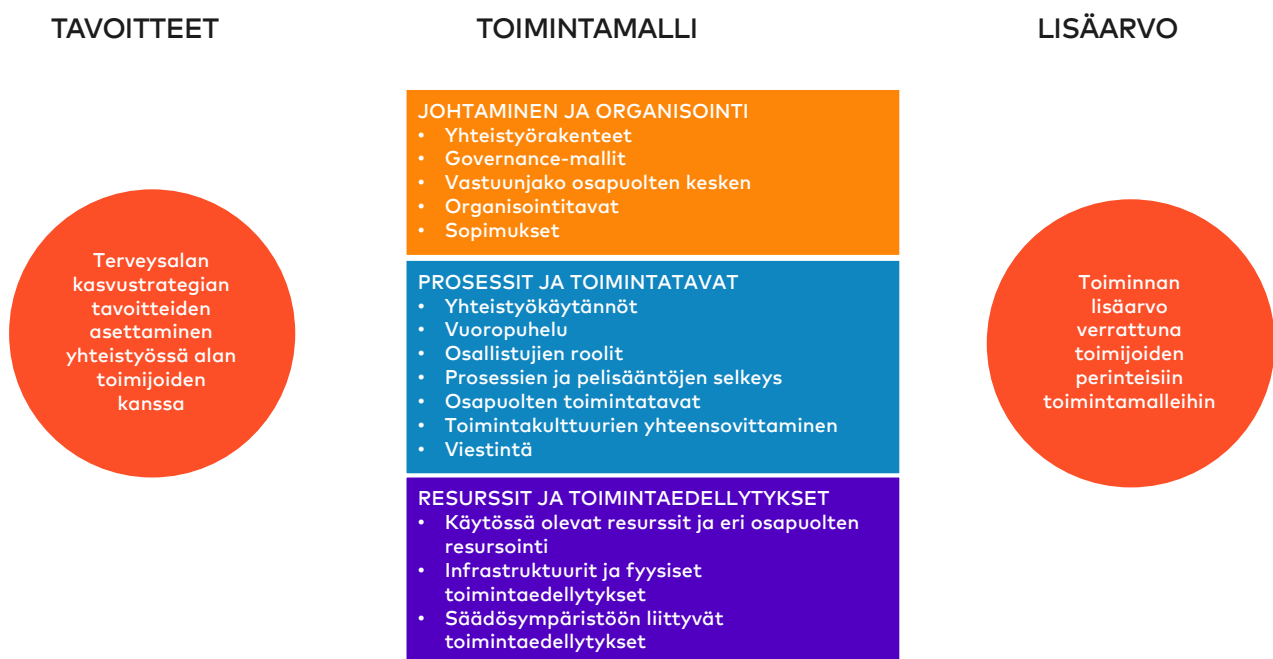 TAVOITTEET
TOIMINTAMALLI
LISÄARVO
Terveysalan
kasvustrategian
tavoitteiden
asettaminen
yhteistyössä alan
toimijoiden
kanssa
JOHTAMINEN JA ORGANISOINTI
• Yhteistyörakenteet
• Governance-mallit
• Vastuunjako osapuolten kesken
• Organisointitavat
• Sopimukset
PROSESSIT JA TOIMINTATAVAT
• Yhteistyökäytännöt
• Vuoropuhelu
• Osallistujien roolit
• Prosessien ja pelisääntöjen selkeys
• Osapuolten toimintatavat
• Toimintakulttuurien yhteensovittaminen
• Viestintä
RESURSSIT JA TOIMINTAEDELLYTYKSET
• Käytössä olevat resurssit ja eri osapuolten
resursointi
• Infrastruktuurit ja fyysiset
toimintaedellytykset
• Säädösympäristöön liittyvät
toimintaedellytykset
Toiminnan
lisäarvo
verrattuna
toimijoiden
perinteisiin
toimintamalleihin